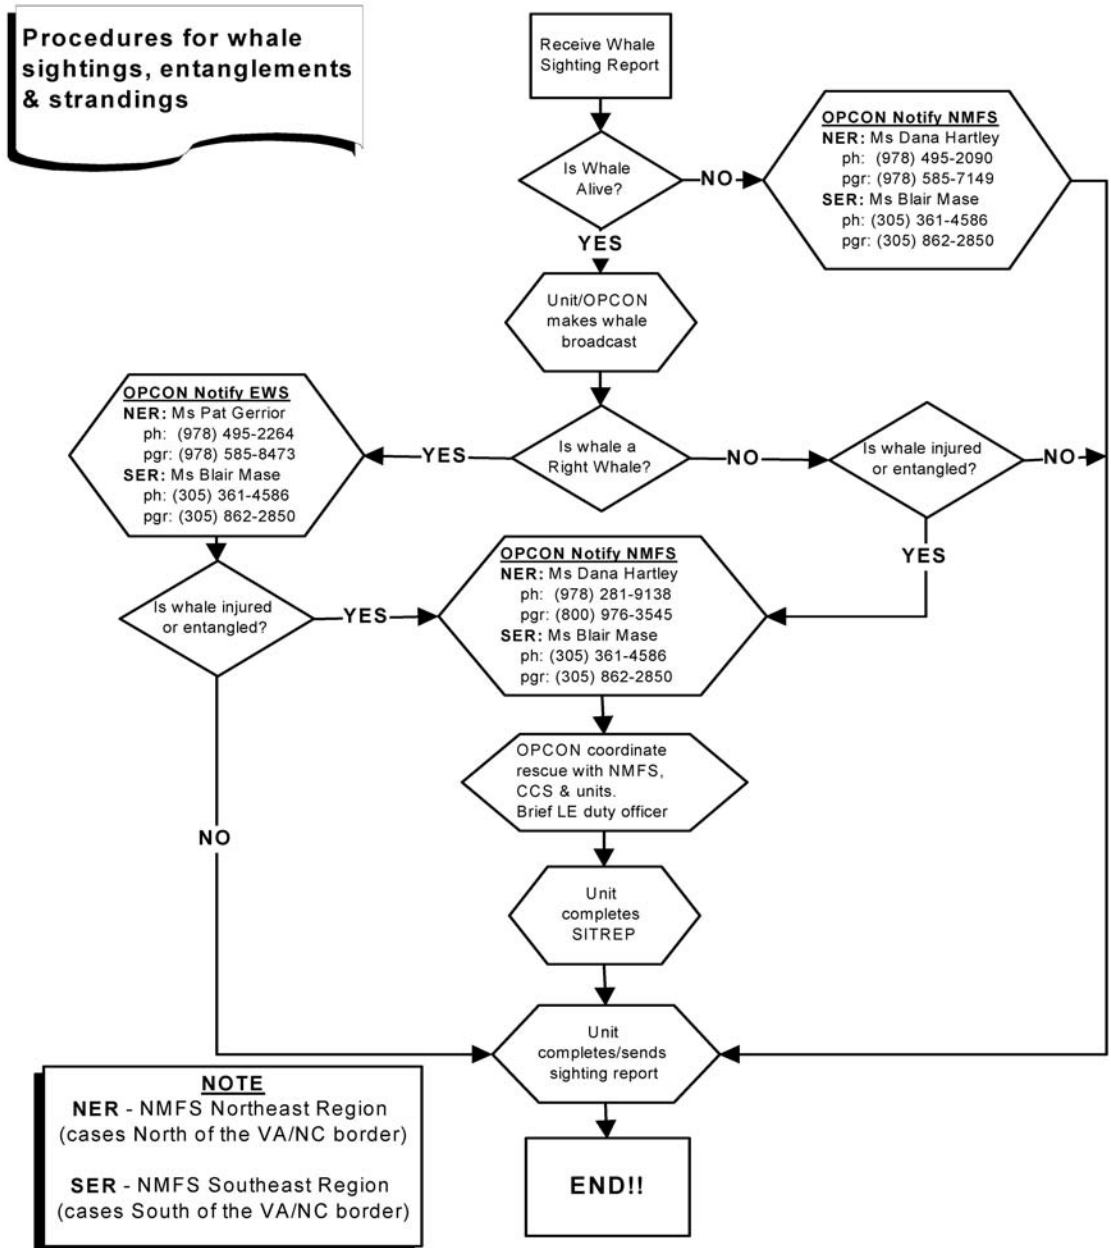 Procedures for whale
sightings, entanglements
& strandings
Receive Whale
Sighting Report
Is Whale
Alive?
NO
OPCON Notify NMFS
NER: Ms Dana Hartley
ph: (978) 495-2090
pgr: (978) 585-7149
SER: Ms Blair Mase
ph: (305) 361-4586
pgr: (305) 862-2850
YES
Unit/OPCON
makes whale
broadcast
Is whale a
Right Whale?
YES
OPCON Notify EWS
NER: Ms Pat Gerrior
ph: (978) 495-2264
pgr: (978) 585-8473
SER: Ms Blair Mase
ph: (305) 361-4586
pgr: (305) 862-2850
NO
Is whale injured
or entangled?
NO
YES
Is whale injured
or entangled?
YES
OPCON Notify NMFS
NER: Ms Dana Hartley
ph: (978) 281-9138
pgr: (800) 976-3545
SER: Ms Blair Mase
ph: (305) 361-4586
pgr: (305) 862-2850
OPCON coordinate
rescue with NMFS,
CCS & units.
Brief LE duty officer
NO
Unit
completes
SITREP
Unit
completes/sends
sighting report
END!!
NOTE
NER - NMFS Northeast Region
(cases North of the VA/NC border)
SER - NMFS Southeast Region
(cases South of the VA/NC border)